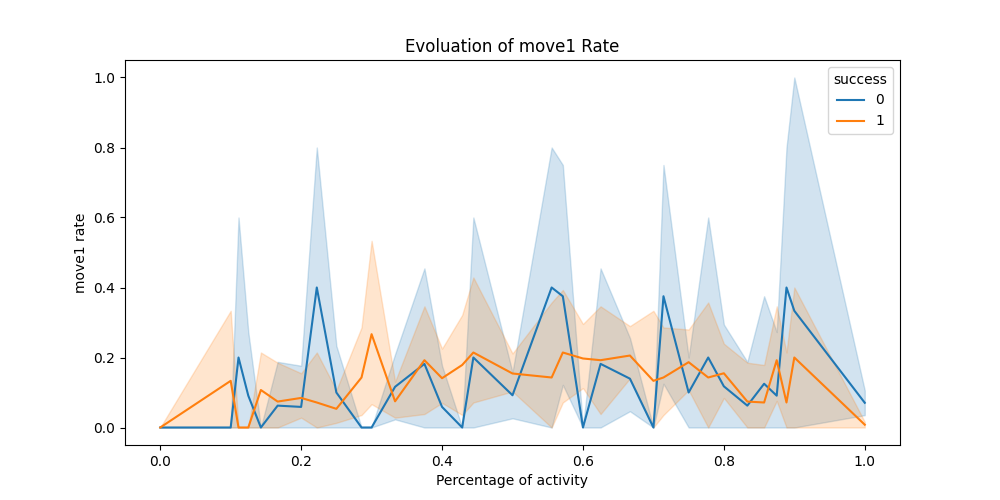 Evoluation of move1 Rate
success
0
1
move1 rate
1.0
0.8
0.6
0.4
0.2
0.0
0.0 0.2 0.4 0.6 0.8 1.0
Percentage of activity